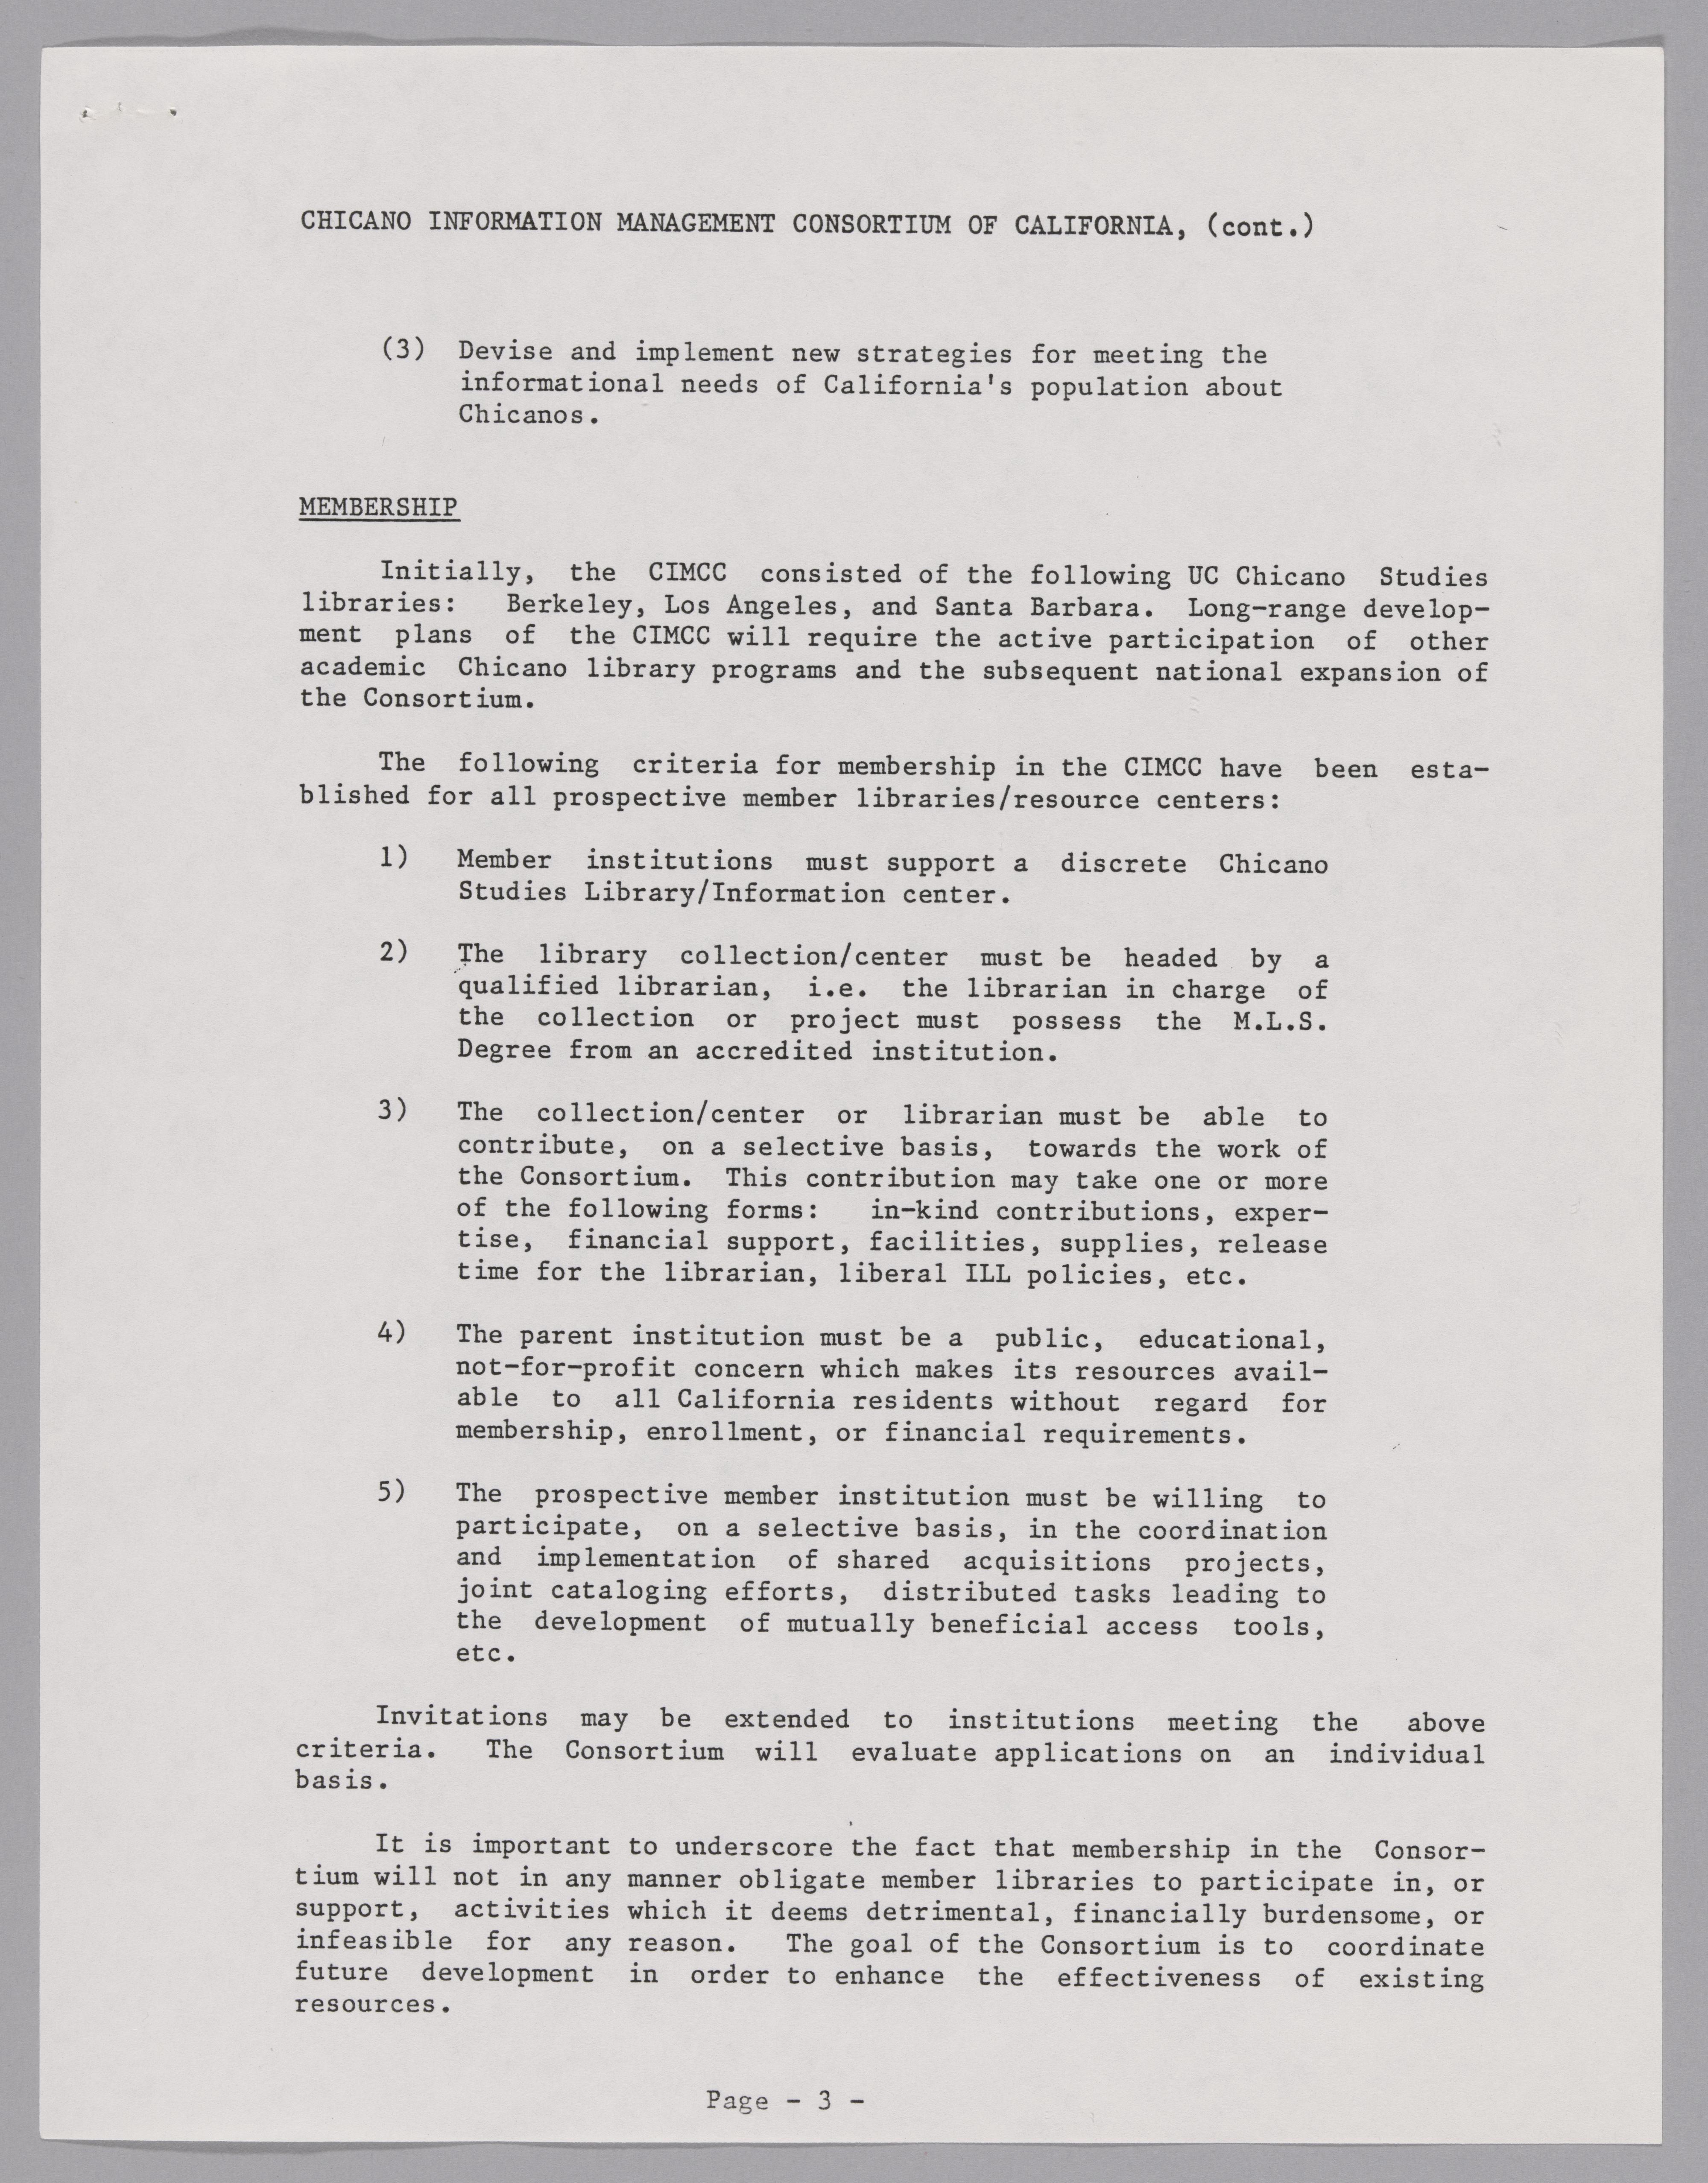 CHICANO INFORMATION MANAGEMENT CONSORTIUM OF CALIFORNIA, (cont.)
(3) Devise and implement new strategies for meeting the
informational needs of California's population about
Chicanos.
MEMBERSHIP
Initially, the CIMCC consisted of the following UC Chicano Studies
libraries: Berkeley, Los Angeles, and Santa Barbara. Long-range develop-
ment plans of the CIMCC will require the active participation of other
academic Chicano library programs and the subsequent national expansion of
the Consortium.
The following criteria for membership in the CIMCC have been esta-
blished for all prospective member libraries/resource centers:
1) Member institutions must support a discrete Chicano
Studies Library/Information center.
2) The library collection/center must be headed by a
qualified librarian, i.e. the librarian in charge of
the collection or project must possess the M.L.S.
Degree from an accredited institution.
3) The collection/center or librarian must be able to
contribute, on a selective basis, towards the work of
the Consortium. This contribution may take one or more
of the following forms: in-kind contributions, exper-
tise, financial support, facilities, supplies, release
time for the librarian, liberal ILL policies, etc.
4) The parent institution must be a public, educational,
not-for-profit concern which makes its resources avail-
able to all California residents without regard for
membership, enrollment, or financial requirements.
5) The prospective member institution must be willing to
participate, on a selective basis, in the coordination
and implementation of shared acquisitions projects,
joint cataloging efforts, distributed tasks leading to
the development of mutually beneficial access tools,
etc.
Invitations may be extended to institutions meeting the above
criteria. The Consortium will evaluate applications on an individual
basis.
It is important to underscore the fact that membership in the Consor-
tium will not in any manner obligate member libraries to participate in, or
support, activities which it deems detrimental, financially burdensome, or
infeasible for any reason. The goal of the Consortium is to coordinate
future development in order to enhance the effectiveness of existing
resources.
Page - 3 -